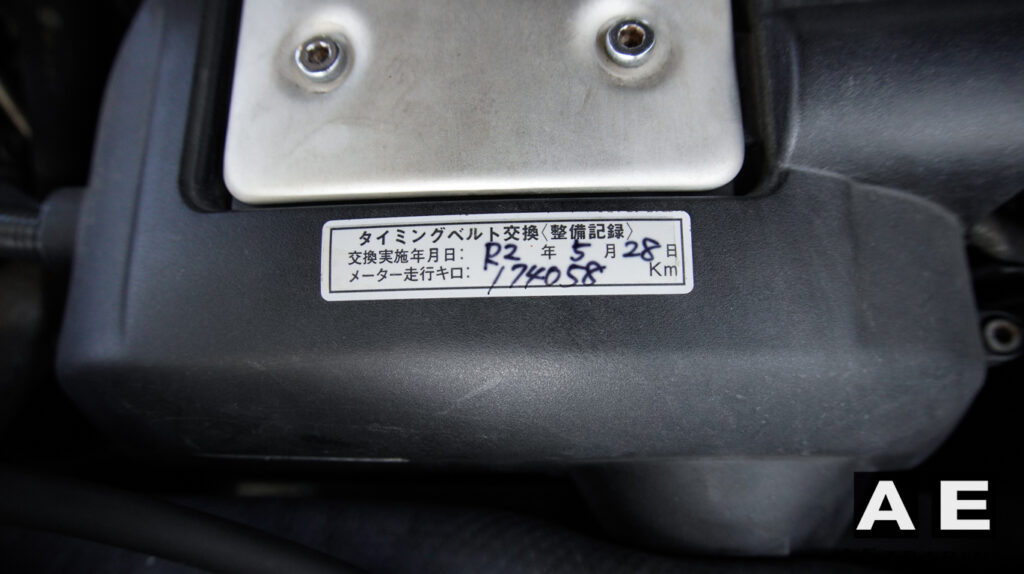 タイミングベルト交換〈整備記録〉
交換実施年月日: R2 年 5 月 28 日
メーター走行キロ: 174058 Km
A E